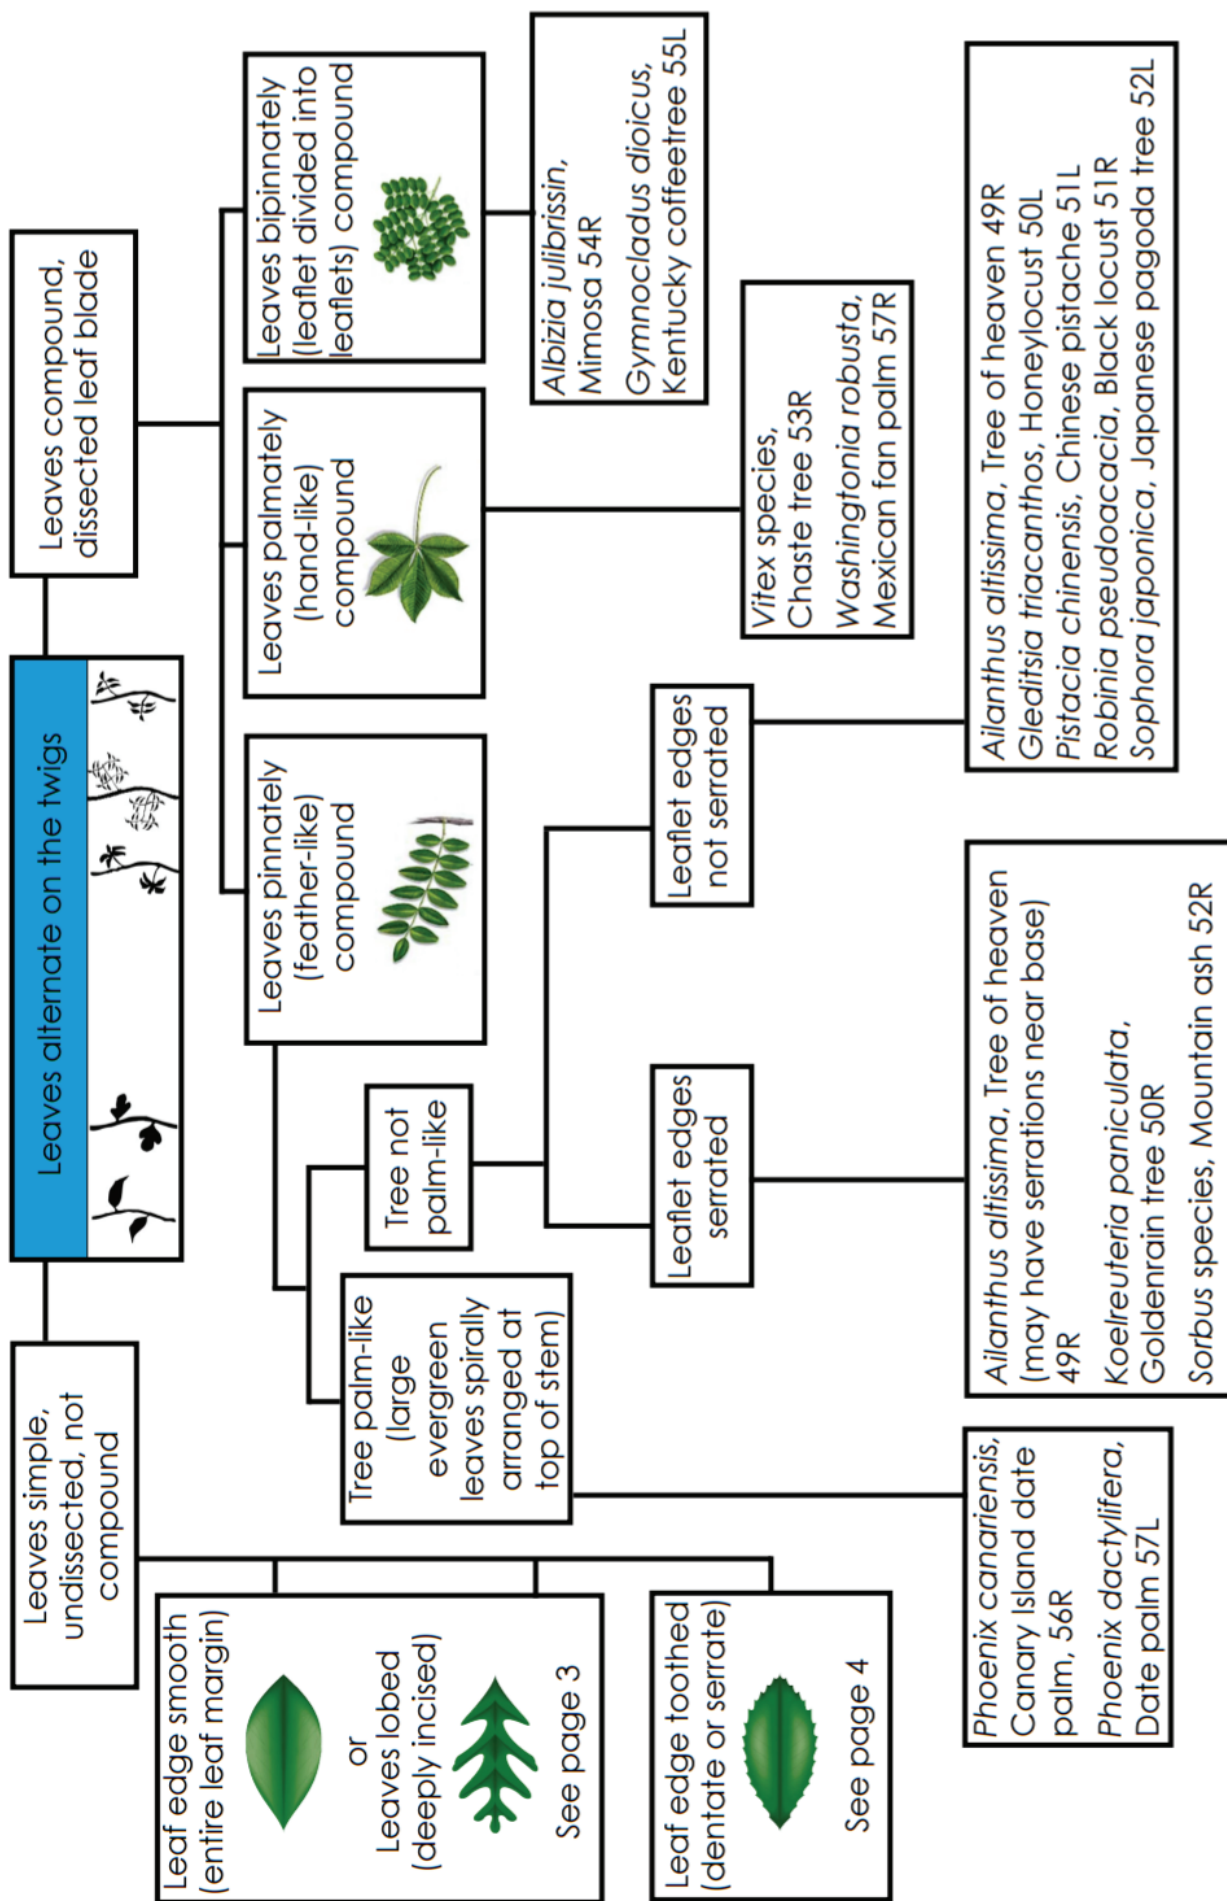 Leaves alternate on the twigs
Leaves simple,
undissected, not
compound
Leaves compound,
dissected leaf blade
Leaf edge smooth
(entire leaf margin)
or
Leaves lobed
(deeply incised)
See page 3
Leaf edge toothed
(dentate or serrate)
See page 4
Leaves pinnately
(feather-like)
compound
Leaves palmately
(hand-like)
compound
Leaves bipinnately
(leaflet divided into
leaflets) compound
Tree palm-like
(large
evergreen
leaves spirally
arranged at
top of stem)
Tree not
palm-like
Leaflet edges
serrated
Leaflet edges
not serrated
Phoenix canariensis,
Canary Island date
palm, 56R
Phoenix dactylifera,
Date palm 57L
Ailanthus altissima, Tree of heaven
(may have serrations near base)
49R
Koelreuteria paniculata,
Goldenrain tree 50R
Sorbus species, Mountain ash 52R
Ailanthus altissima, Tree of heaven 49R
Gleditsia triacanthos, Honeylocust 50L
Pistacia chinensis, Chinese pistache 51L
Robinia pseudoacacia, Black locust 51R
Sophora japonica, Japanese pagoda tree 52L
Vitex species,
Chaste tree 53R
Washingtonia robusta,
Mexican fan palm 57R
Albizia julibrissin,
Mimosa 54R
Gymnocladus dioicus,
Kentucky coffeetree 55L